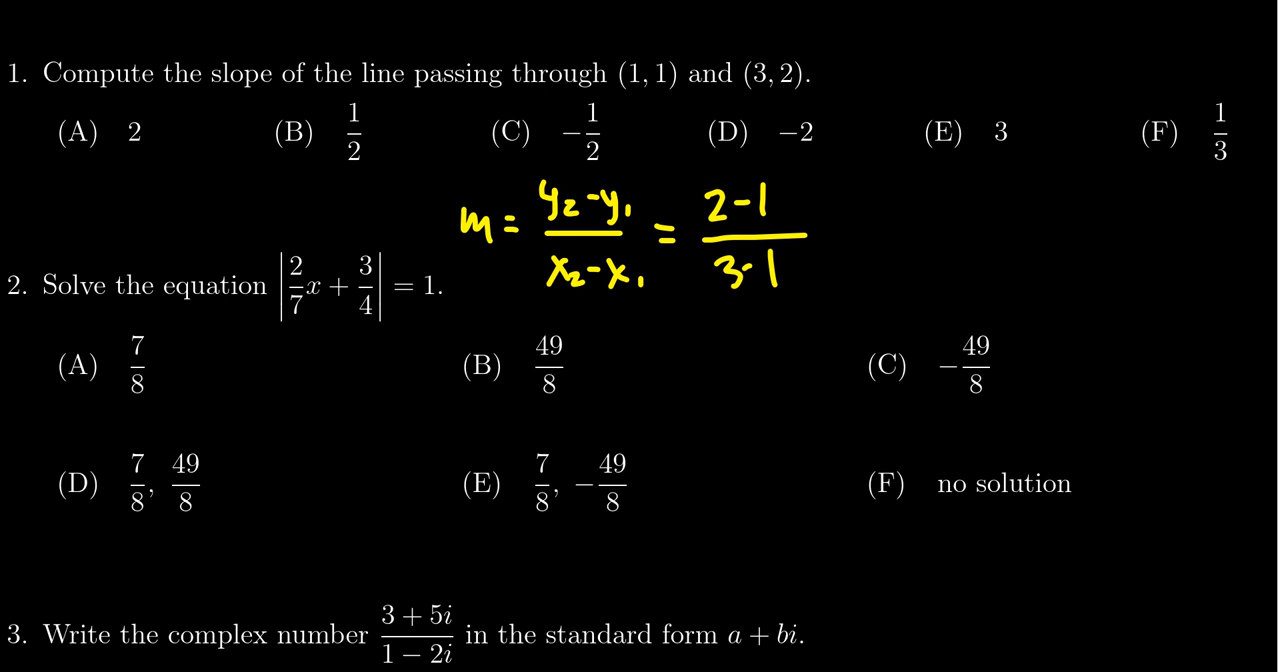 1. Compute the slope of the line passing through (1, 1) and (3, 2).
(A) 2 (B) 1/2 (C) −1/2 (D) −2 (E) 3 (F) 1/3
m = (y₂ − y₁)/(x₂ − x₁) = (2 − 1)/(3 - 1)
2. Solve the equation |2/7 x + 3/4| = 1.
(A) 7/8 (B) 49/8 (C) −49/8
(D) 7/8, 49/8 (E) 7/8, −49/8 (F) no solution
3. Write the complex number (3 + 5i)/(1 − 2i) in the standard form a + bi.